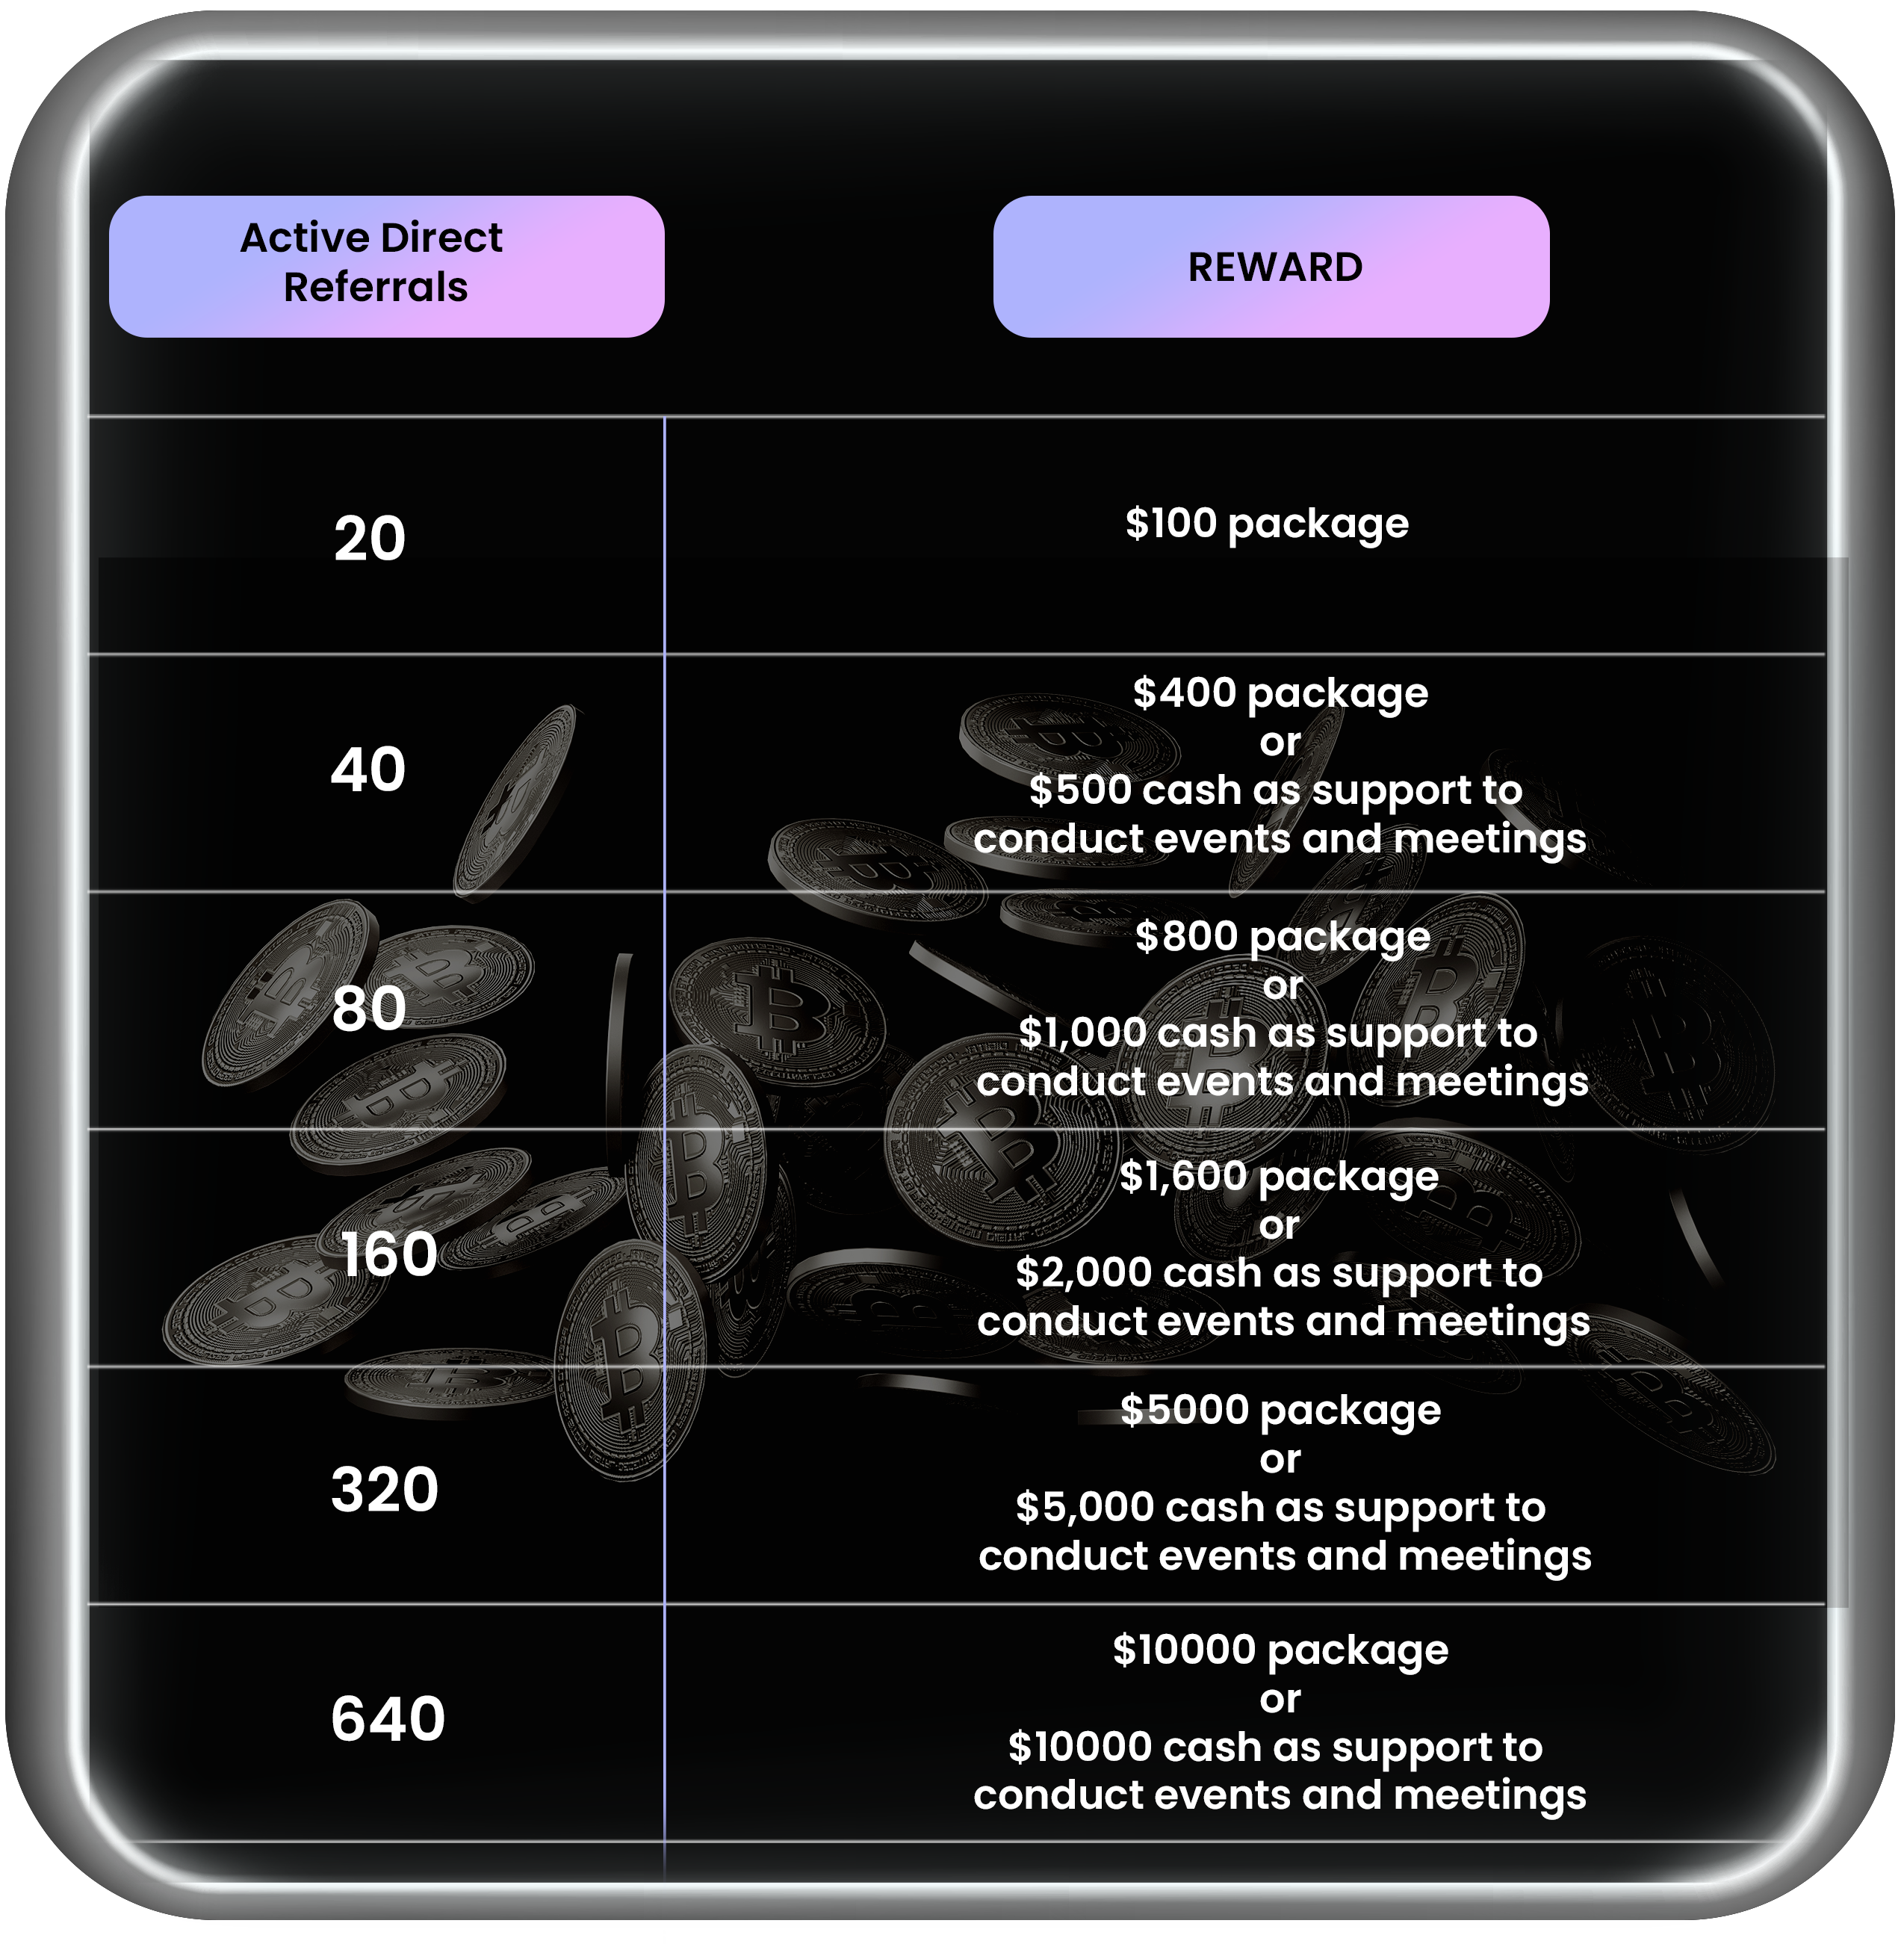 Active Direct
Referrals
REWARD
20
$100 package
40
$400 package
or
$500 cash as support to
conduct events and meetings
80
$800 package
or
$1,000 cash as support to
conduct events and meetings
160
$1,600 package
or
$2,000 cash as support to
conduct events and meetings
320
$5000 package
or
$5,000 cash as support to
conduct events and meetings
640
$10000 package
or
$10000 cash as support to
conduct events and meetings